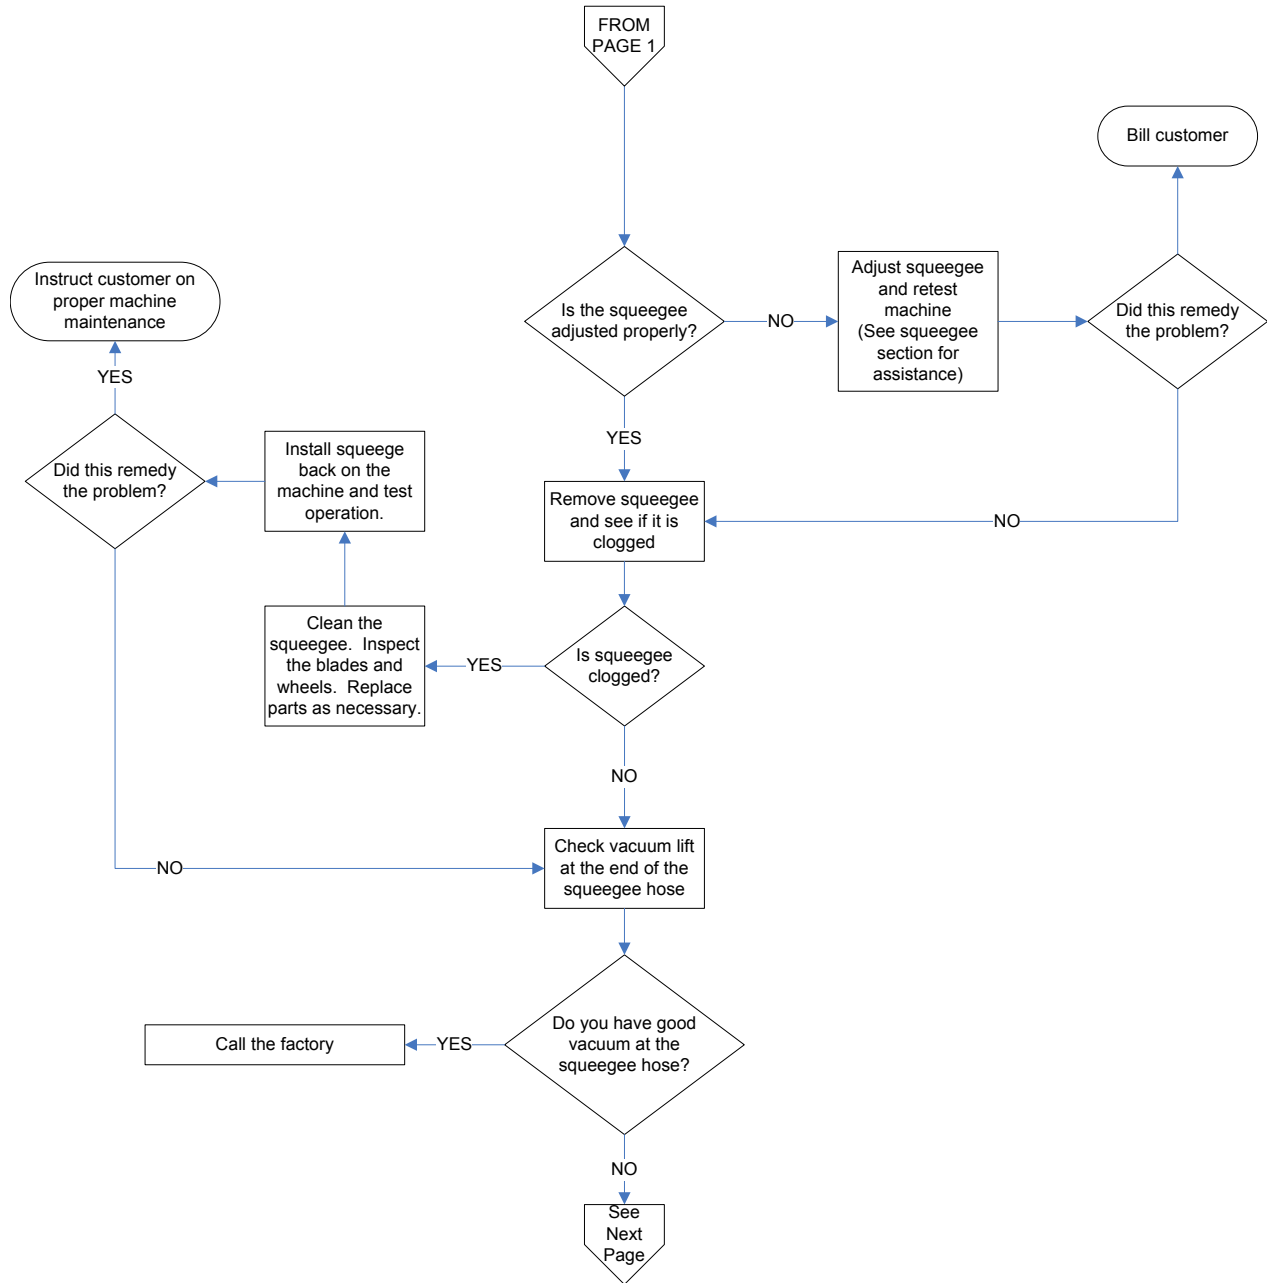 FROM
PAGE 1
Bill customer
Instruct customer on
proper machine
maintenance
Is the squeegee
adjusted properly?
NO
Adjust squeegee
and retest
machine
(See squeegee
section for
assistance)
Did this remedy
the problem?
YES
YES
Did this remedy
the problem?
Install squeege
back on the
machine and test
operation.
Remove squeegee
and see if it is
clogged
NO
Clean the
squeegee.  Inspect
the blades and
wheels.  Replace
parts as necessary.
YES
Is squeegee
clogged?
NO
NO
Check vacuum lift
at the end of the
squeegee hose
Call the factory
YES
Do you have good
vacuum at the
squeegee hose?
NO
See
Next
Page